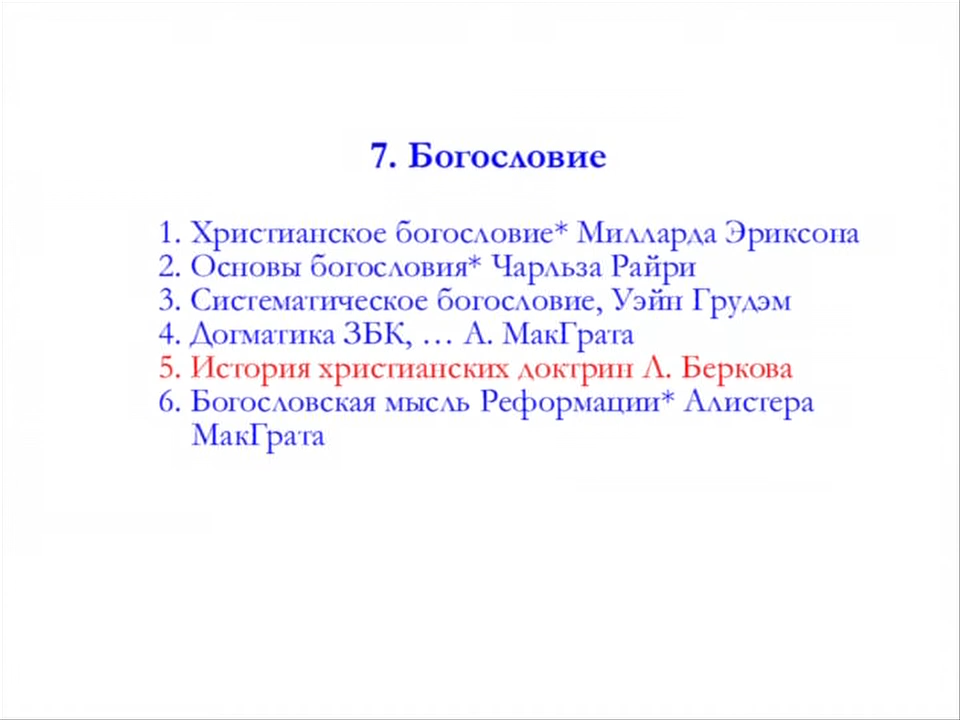 7. Богословие
1. Христианское богословие* Милларда Эриксона
2. Основы богословия* Чарльза Райри
3. Систематическое богословие, Уэйн Грудэм
4. Догматика ЗБК, … А. МакГрата
5. История христианских доктрин Л. Беркова
6. Богословская мысль Реформации* Алистера
МакГрата